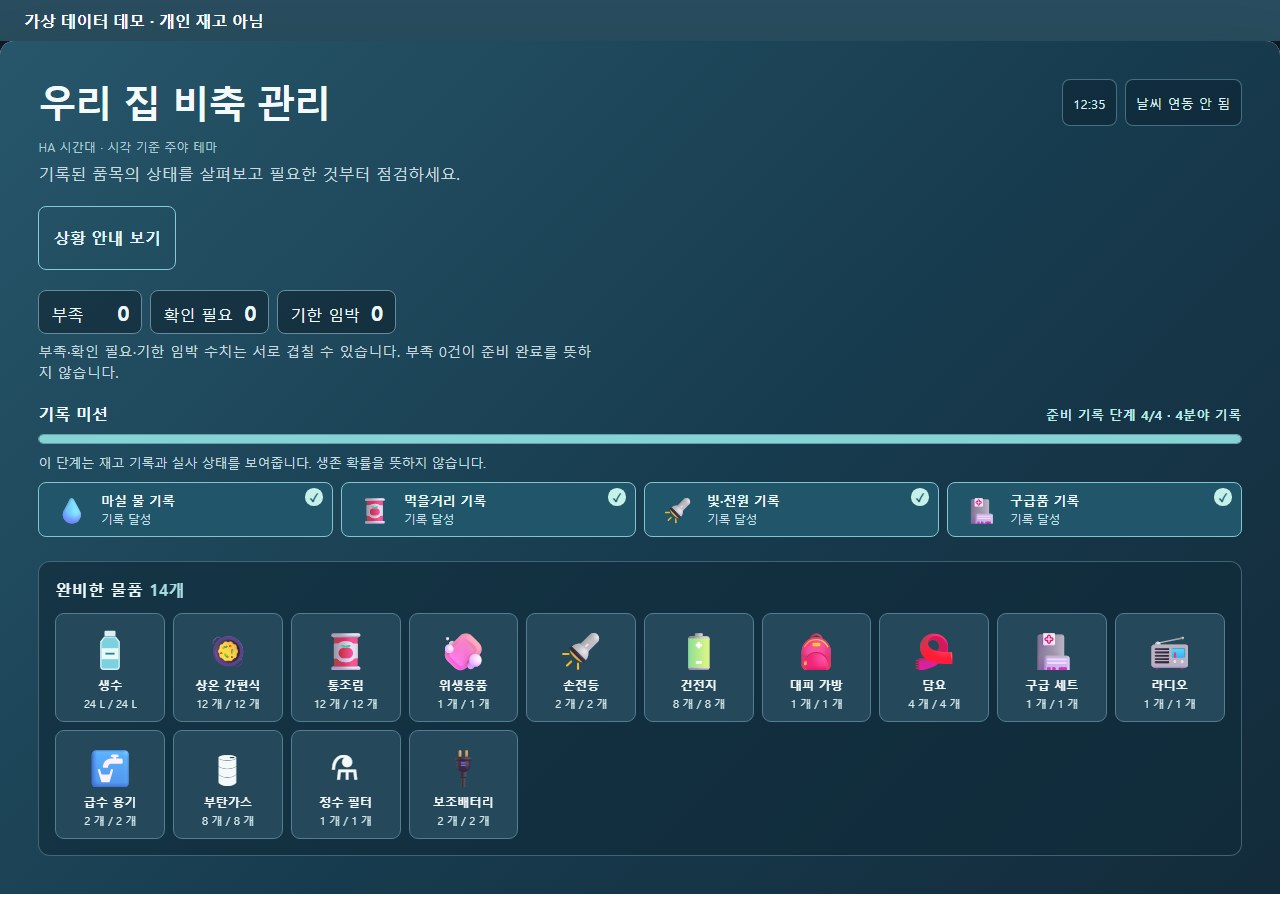 가상 데이터 데모 · 개인 재고 아님
우리 집 비축 관리
12:35
날씨 연동 안 됨
HA 시간대 · 시각 기준 주야 테마
기록된 품목의 상태를 살펴보고 필요한 것부터 점검하세요.
상황 안내 보기
부족 0
확인 필요 0
기한 임박 0
부족·확인 필요·기한 임박 수치는 서로 겹칠 수 있습니다. 부족 0건이 준비 완료를 뜻하
지 않습니다.
기록 미션
준비 기록 단계 4/4 · 4분야 기록
이 단계는 재고 기록과 실사 상태를 보여줍니다. 생존 확률을 뜻하지 않습니다.
마실 물 기록
기록 달성
먹을거리 기록
기록 달성
빛·전원 기록
기록 달성
구급품 기록
기록 달성
완비한 물품 14개
생수
24 L / 24 L
상온 간편식
12 개 / 12 개
통조림
12 개 / 12 개
위생용품
1 개 / 1 개
손전등
2 개 / 2 개
건전지
8 개 / 8 개
대피 가방
1 개 / 1 개
담요
4 개 / 4 개
구급 세트
1 개 / 1 개
라디오
1 개 / 1 개
급수 용기
2 개 / 2 개
부탄가스
8 개 / 8 개
정수 필터
1 개 / 1 개
보조배터리
2 개 / 2 개